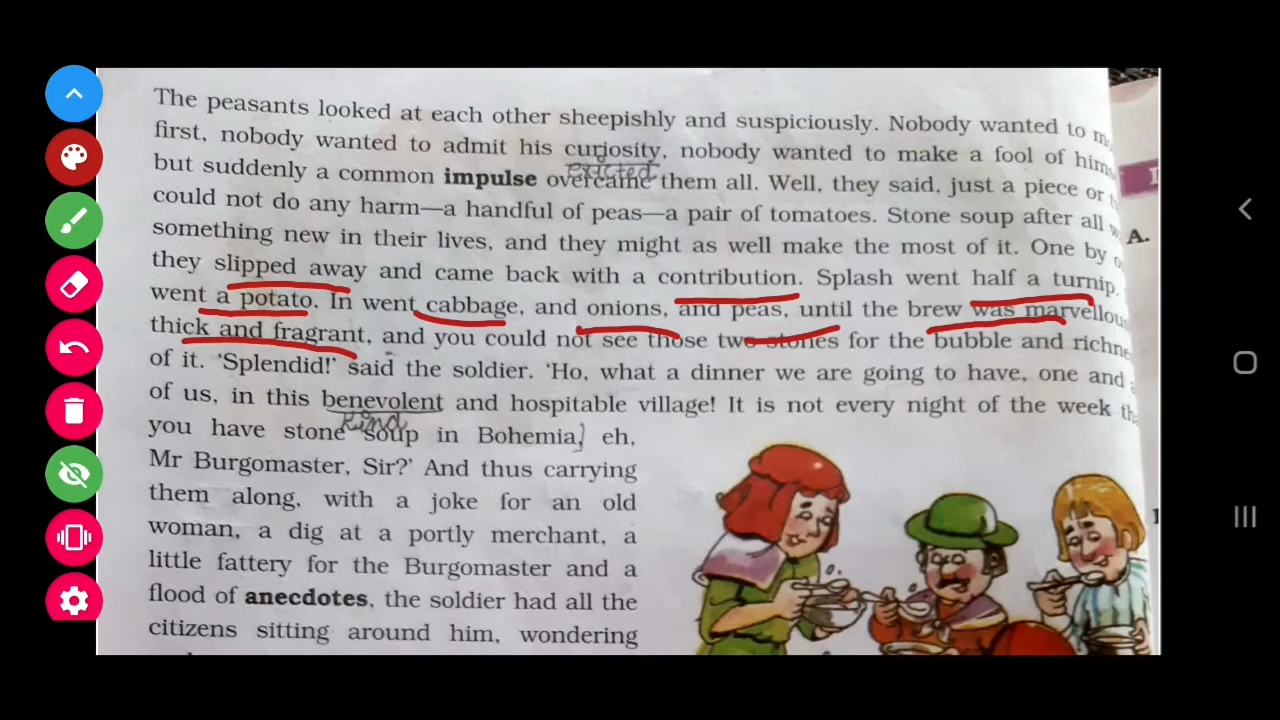 The peasants looked at each other sheepishly and suspiciously. Nobody wanted to
first, nobody wanted to admit his curiosity, nobody wanted to make a fool of
exicted
but suddenly a common impulse overcame them all. Well, they said, just a piece or
could not do any harm—a handful of peas—a pair of tomatoes. Stone soup after all
A.
something new in their lives, and they might as well make the most of it. One by
they slipped away and came back with a contribution. Splash went half a turnip.
went a potato. In went cabbage, and onions, and peas, until the brew was
thick and fragrant, and you could not see those two stones for the bubble and
of it. 'Splendid!' said the soldier. 'Ho, what a dinner we are going to have, one and
of us, in this benevolent and hospitable village! It is not every night of the week
kind
you have stone soup in Bohemia, eh,
Mr Burgomaster, Sir?' And thus carrying
them along, with a joke for an old
woman, a dig at a portly merchant, a
little fattery for the Burgomaster and a
flood of anecdotes, the soldier had all the
citizens sitting around him, wondering